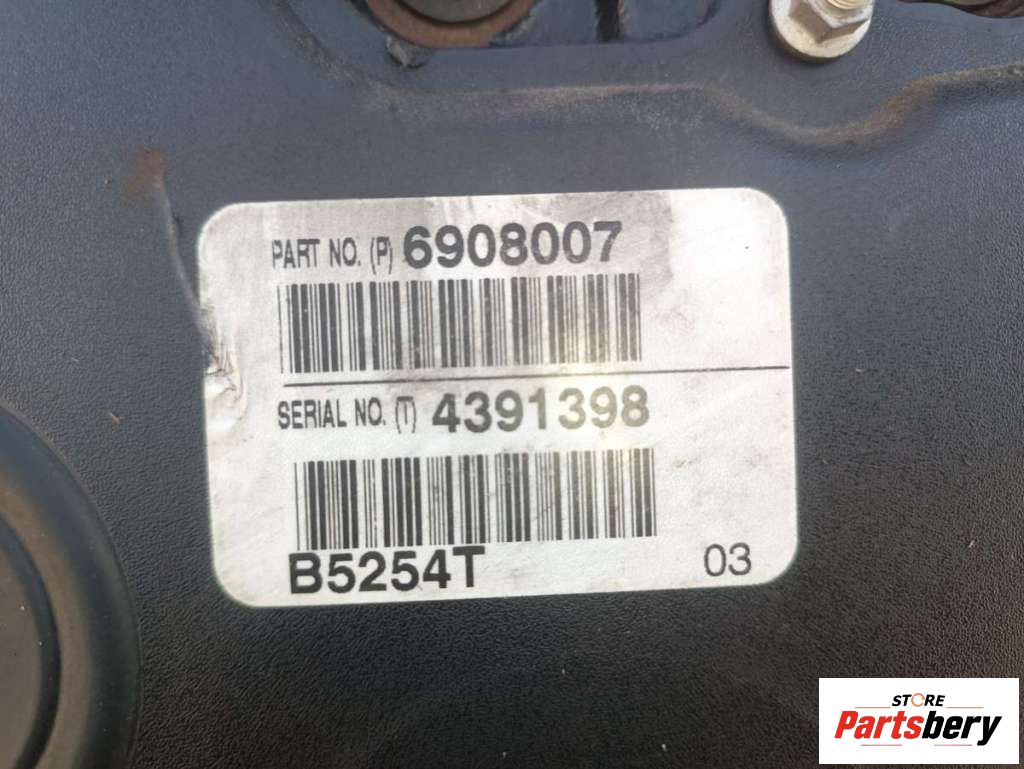 PART NO. (P) 6908007
SERIAL NO. (T) 4391398
B5254T 03
STORE
Partsbery